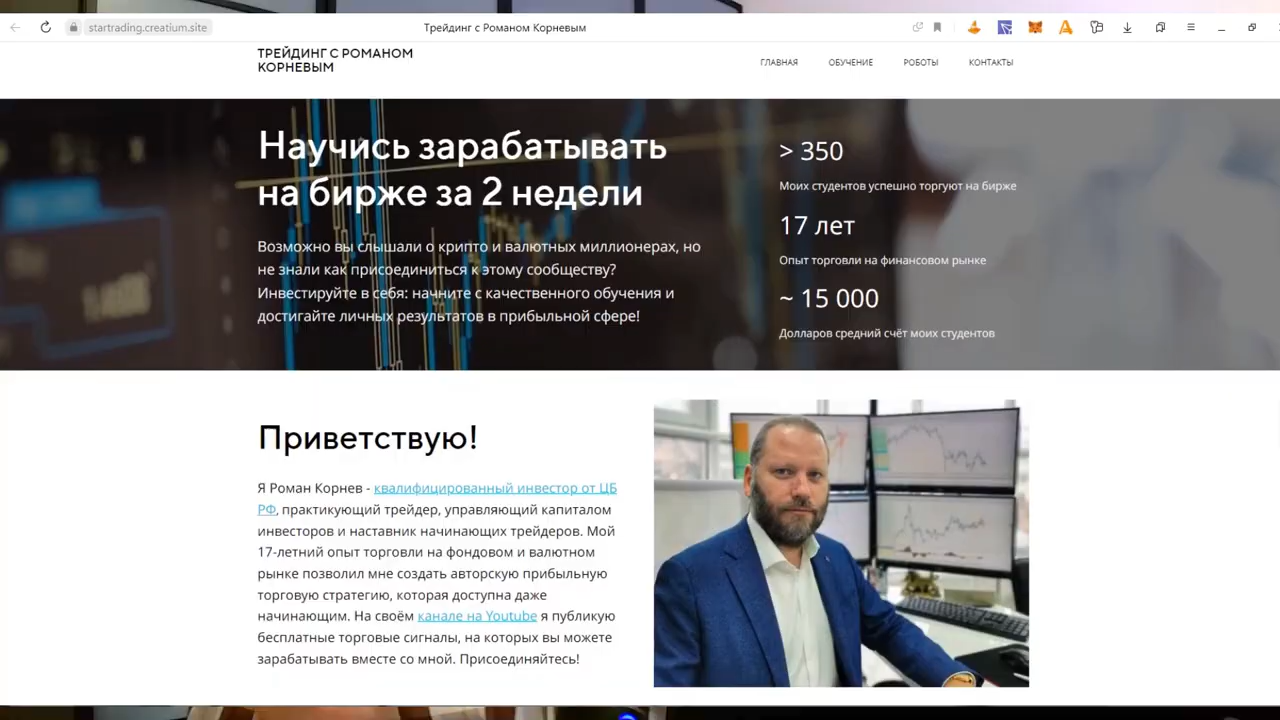 startrading.creatium.site
Трейдинг с Романом Корневым
ТРЕЙДИНГ С РОМАНОМ
КОРНЕВЫМ
ГЛАВНАЯ
ОБУЧЕНИЕ
РОБОТЫ
КОНТАКТЫ
Научись зарабатывать
на бирже за 2 недели
Возможно вы слышали о крипто и валютных миллионерах, но
не знали как присоединиться к этому сообществу?
Инвестируйте в себя: начните с качественного обучения и
достигайте личных результатов в прибыльной сфере!
> 350
Моих студентов успешно торгуют на бирже
17 лет
Опыт торговли на финансовом рынке
~ 15 000
Долларов средний счёт моих студентов
Приветствую!
Я Роман Корнев - квалифицированный инвестор от ЦБ
РФ, практикующий трейдер, управляющий капиталом
инвесторов и наставник начинающих трейдеров. Мой
17-летний опыт торговли на фондовом и валютном
рынке позволил мне создать авторскую прибыльную
торговую стратегию, которая доступна даже
начинающим. На своём канале на Youtube я публикую
бесплатные торговые сигналы, на которых вы можете
зарабатывать вместе со мной. Присоединяйтесь!